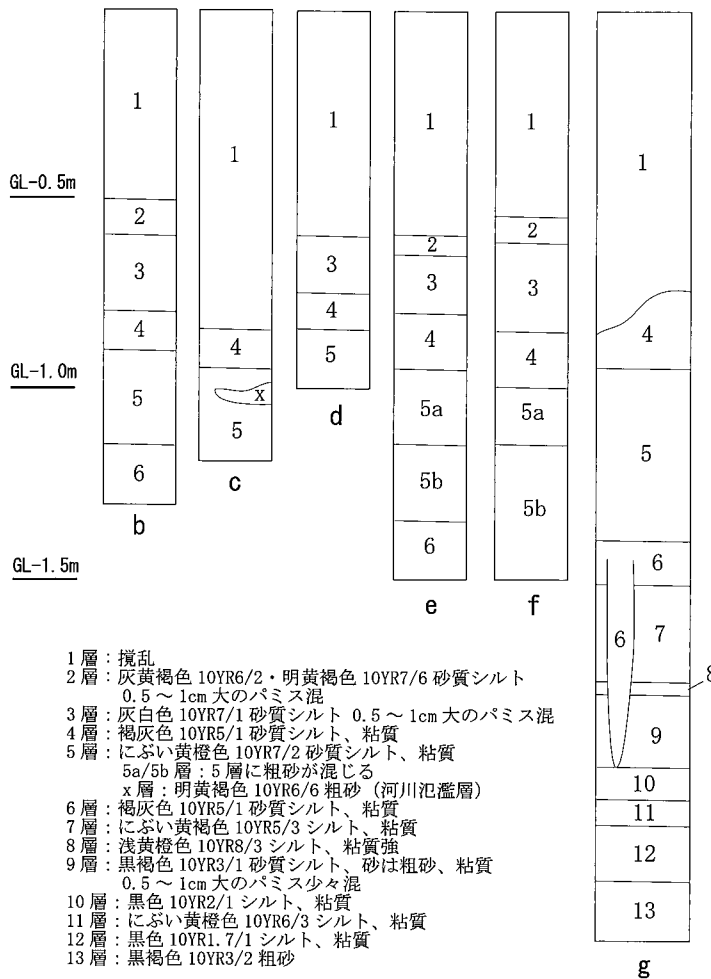 GL-0.5m
GL-1.0m
GL-1.5m
1
2
3
4
5
6
b
1
4
x
5
c
1
3
4
5
d
1
2
3
4
5a
5b
6
e
1
2
3
4
5a
5b
f
1
4
5
6
6
7
8
9
10
11
12
13
g
1層：撹乱
2層：灰黄褐色 10YR6/2・明黄褐色 10YR7/6 砂質シルト
0.5～1cm 大のパミス混
3層：灰白色 10YR7/1 砂質シルト 0.5～1cm 大のパミス混
4層：褐灰色 10YR5/1 砂質シルト、粘質
5層：にぶい黄橙色 10YR7/2 砂質シルト、粘質
5a/5b 層：5層に粗砂が混じる
x層：明黄褐色 10YR6/6 粗砂（河川氾濫層）
6層：褐灰色 10YR5/1 砂質シルト、粘質
7層：にぶい黄褐色 10YR5/3 シルト、粘質
8層：浅黄橙色 10YR8/3 シルト、粘質強
9層：黒褐色 10YR3/1 砂質シルト、砂は粗砂、粘質
0.5～1cm 大のパミス少々混
10層：黒色 10YR2/1 シルト、粘質
11層：にぶい黄橙色 10YR6/3 シルト、粘質
12層：黒色 10YR1.7/1 シルト、粘質
13層：黒褐色 10YR3/2 粗砂